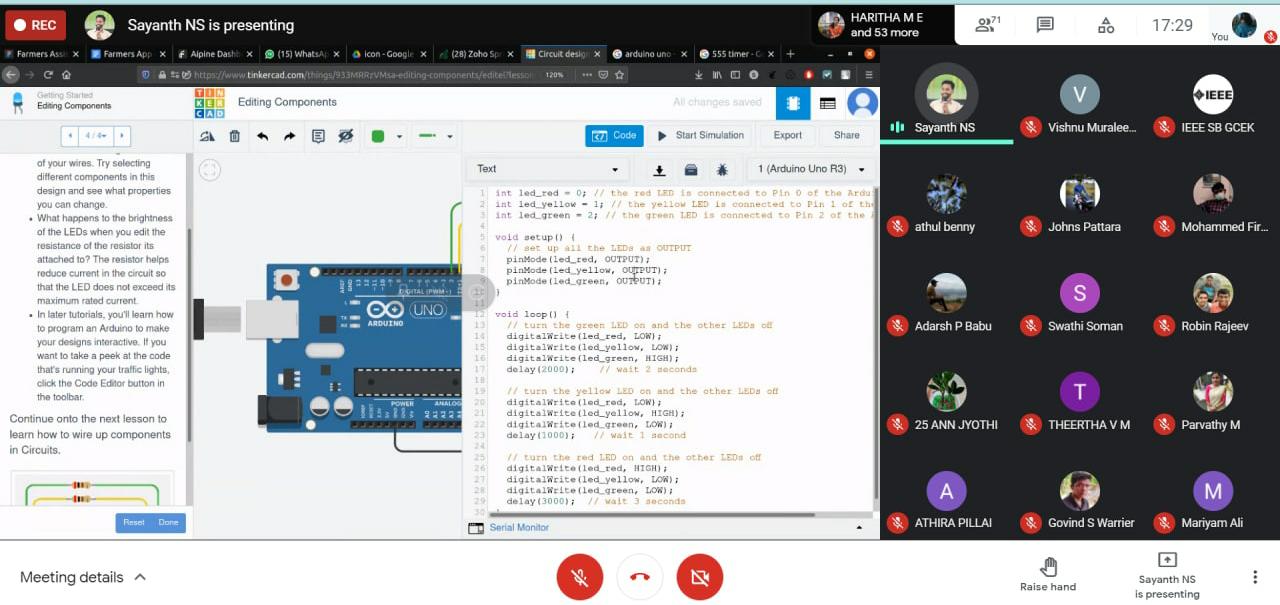 REC
Sayanth NS is presenting
HARITHA M E
and 53 more
71
17:29
You
Farmers Assi
Farmers App
Aipine Dashb
(15) WhatsA
icon - Google
(28) Zoho Sp
Circuit desig
arduino uno -
555 timer - G
https://www.tinkercad.com/things/933MRRzVMsa-editing-components/editel?lesson
120%
Getting Started
Editing Components
TIN
KER
CAD
Editing Components
All changes saved
4 / 4
Code
Start Simulation
Export
Share
of your wires. Try selecting
different components in this
design and see what properties
you can change.
• What happens to the brightness
of the LEDs when you edit the
resistance of the resistor its
attached to? The resistor helps
reduce current in the circuit so
that the LED does not exceed its
maximum rated current.
• In later tutorials, you'll learn how
to program an Arduino to make
your designs interactive. If you
want to take a peek at the code
that's running your traffic lights,
click the Code Editor button in
the toolbar.
Continue onto the next lesson to
learn how to wire up components
in Circuits.
Reset
Done
DIGITAL (PWM~)
UNO
ARDUINO
POWER
ANALOG
Text
1 (Arduino Uno R3)
1 int led_red = 0; // the red LED is connected to Pin 0 of the Ardu
2 int led_yellow = 1; // the yellow LED is connected to Pin 1 of the
3 int led_green = 2; // the green LED is connected to Pin 2 of the A
4
5 void setup() {
6 // set up all the LEDs as OUTPUT
7 pinMode(led_red, OUTPUT);
8 pinMode(led_yellow, OUTPUT);
9 pinMode(led_green, OUTPUT);
10 }
11
12 void loop() {
13 // turn the green LED on and the other LEDs off
14 digitalWrite(led_red, LOW);
15 digitalWrite(led_yellow, LOW);
16 digitalWrite(led_green, HIGH);
17 delay(2000); // wait 2 seconds
18
19 // turn the yellow LED on and the other LEDs off
20 digitalWrite(led_red, LOW);
21 digitalWrite(led_yellow, HIGH);
22 digitalWrite(led_green, LOW);
23 delay(1000); // wait 1 second
24
25 // turn the red LED on and the other LEDs off
26 digitalWrite(led_red, HIGH);
27 digitalWrite(led_yellow, LOW);
28 digitalWrite(led_green, LOW);
29 delay(3000); // wait 3 seconds
30
Serial Monitor
Sayanth NS
V
Vishnu Muralee...
IEEE
IEEE SB GCEK
athul benny
Johns Pattara
Mohammed Fir...
Adarsh P Babu
S
Swathi Soman
Robin Rajeev
25 ANN JYOTHI
T
THEERTHA V M
Parvathy M
A
ATHIRA PILLAI
Govind S Warrier
M
Mariyam Ali
Meeting details
Raise hand
Sayanth NS
is presenting